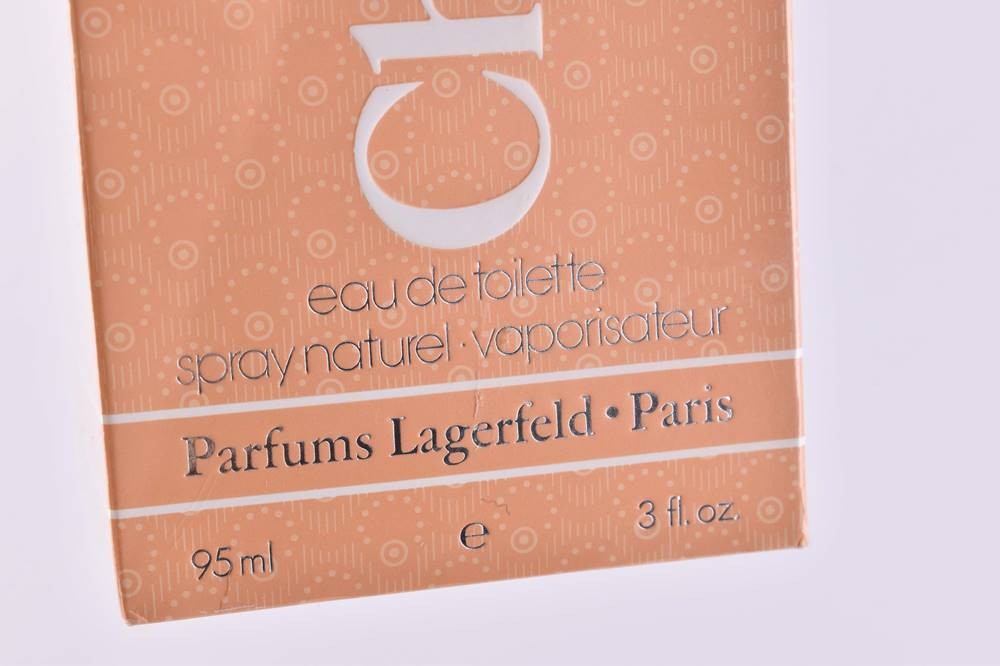 eau de toilette
spray naturel · vaporisateur
Parfums Lagerfeld • Paris
95 ml e 3 fl. oz.